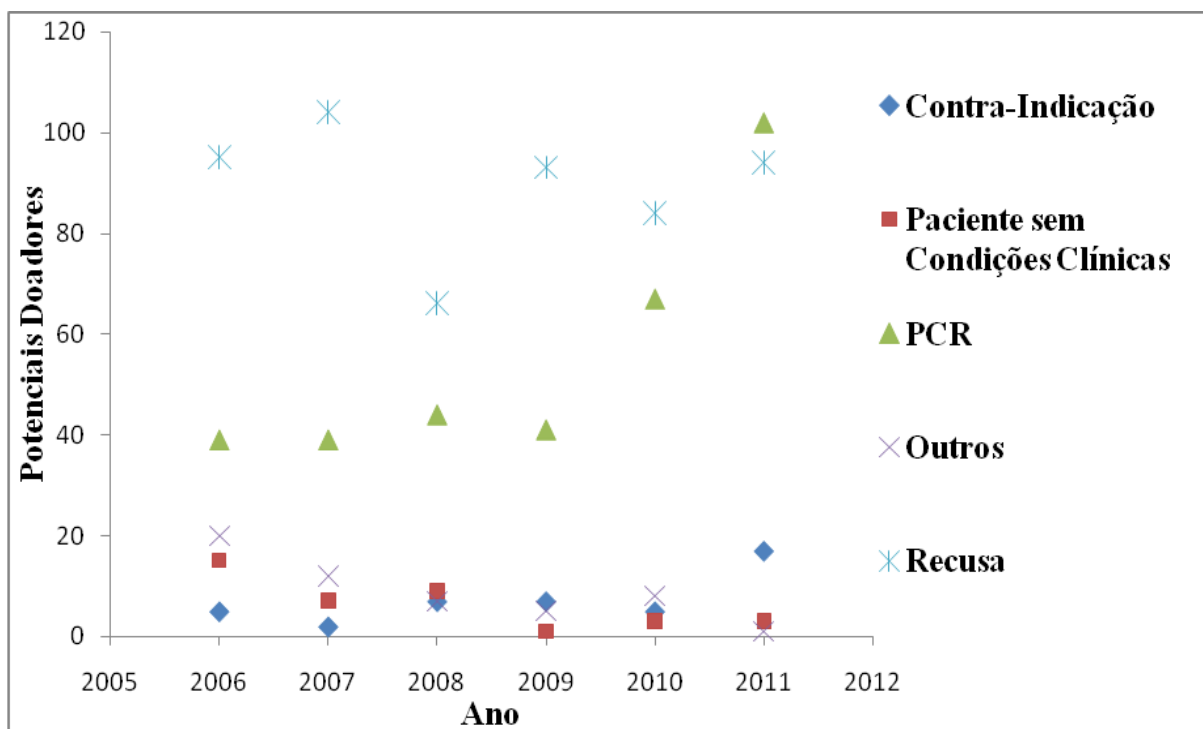 120
100
80
60
40
20
0
Potenciais Doadores
2005 2006 2007 2008 2009 2010 2011 2012
Ano
Contra-Indicação
Paciente sem
Condições Clínicas
PCR
Outros
Recusa